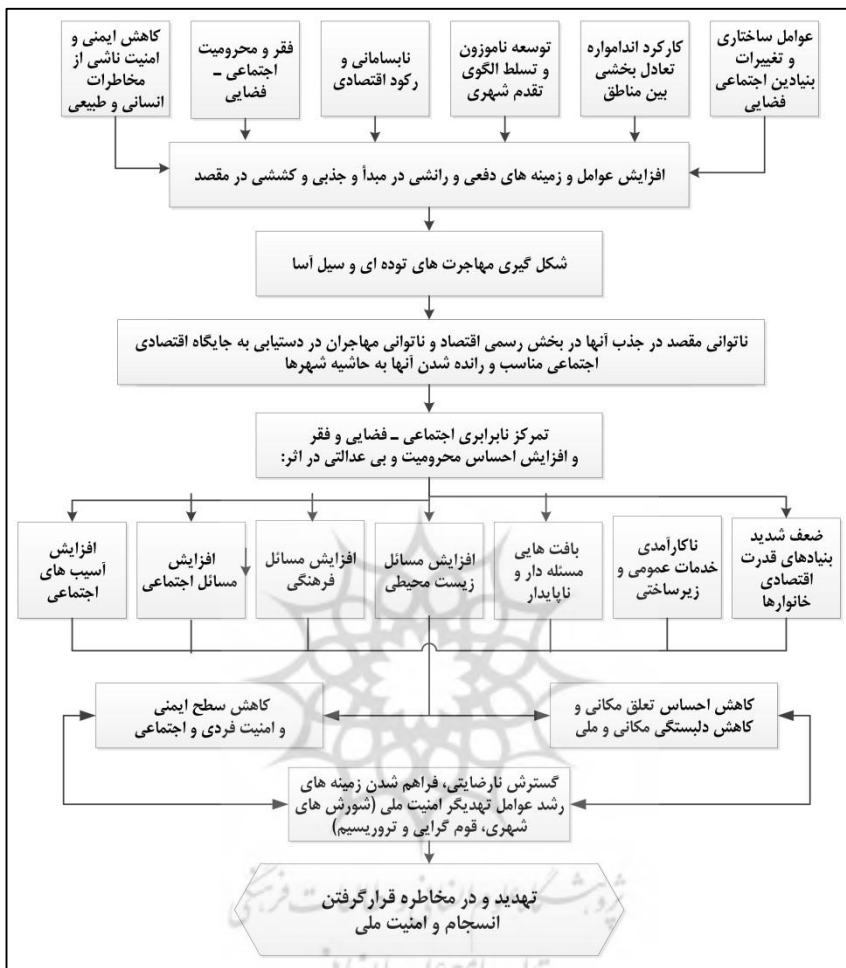 عوامل ساختاری
و تغییرات
بنیادین اجتماعی
فضایی
کارکرد انداموا‌ره
تعادل بخشی
بین مناطق
توسعه ناموزون
و تسلط الگوی
تقدم شهری
نابسامانی و
رکود اقتصادی
فقر و محرومیت
اجتماعی ـ
فضایی
کاهش ایمنی و
امنیت ناشی از
مخاطرات
انسانی و طبیعی
افزایش عوامل و زمینه های دفعی و رانشی در مبدأ و جذبی و کششی در مقصد
شکل گیری مهاجرت های توده ای و سیل آسا
ناتوانی مقصد در جذب آنها در بخش رسمی اقتصاد و ناتوانی مهاجران در دستیابی به جایگاه اقتصادی
اجتماعی مناسب و رانده شدن آنها به حاشیه شهرها
تمرکز نابرابری اجتماعی ـ فضایی و فقر
و افزایش احساس محرومیت و بی عدالتی در اثر:
ضعف شدید
بنیادهای قدرت
اقتصادی
خانوارها
ناکارآمدی
خدمات عمومی و
زیرساختی
بافت هایی
مسئله دار و
ناپایدار
افزایش مسائل
زیست محیطی
افزایش مسائل
فرهنگی
افزایش
مسائل اجتماعی
افزایش
آسیب های
اجتماعی
کاهش احساس تعلق مکانی و
کاهش دلبستگی مکانی و ملی
کاهش سطح ایمنی
و امنیت فردی و اجتماعی
گسترش نارضایتی، فراهم شدن زمینه های
رشد عوامل تهدیگر امنیت ملی (شورش های
شهری، قوم گرایی و تروریسم)
تهدید و در مخاطره قرارگرفتن
انسجام و امنیت ملی
پژوهشگاه علوم انسانی و مطالعات فرهنگی